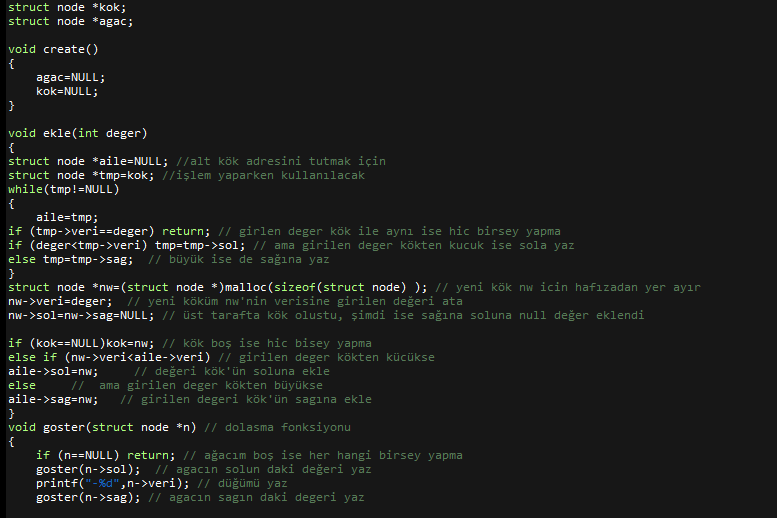 struct node *kok;
struct node *agac;
void create()
{
agac=NULL;
kok=NULL;
}
void ekle(int deger)
{
struct node *aile=NULL; //alt kök adresini tutmak için
struct node *tmp=kok; //işlem yaparken kullanılacak
while(tmp!=NULL)
{
aile=tmp;
if (tmp->veri==deger) return; // girlen deger kök ile aynı ise hic birsey yapma
if (deger<tmp->veri) tmp=tmp->sol; // ama girilen deger kökten kucuk ise sola yaz
else tmp=tmp->sag;  // büyük ise de sağına yaz
}
struct node *nw=(struct node *)malloc(sizeof(struct node) ); // yeni kök nw icin hafızadan yer ayır
nw->veri=deger;  // yeni köküm nw'nin verisine girilen değeri ata
nw->sol=nw->sag=NULL; // üst tarafta kök olustu, şimdi ise sağına soluna null değer eklendi
if (kok==NULL)kok=nw; // kök boş ise hic bisey yapma
else if (nw->veri<aile->veri) // girilen deger kökten kücükse
aile->sol=nw;     // değeri kök'ün soluna ekle
else     //  ama girilen deger kökten büyükse
aile->sag=nw;   // girilen degeri kök'ün sagına ekle
}
void goster(struct node *n) // dolasma fonksiyonu
{
if (n==NULL) return; // ağacım boş ise her hangi birsey yapma
goster(n->sol);  // agacın solun daki değeri yaz
printf("-%d",n->veri); // düğümü yaz
goster(n->sag); // agacın sagın daki degeri yaz